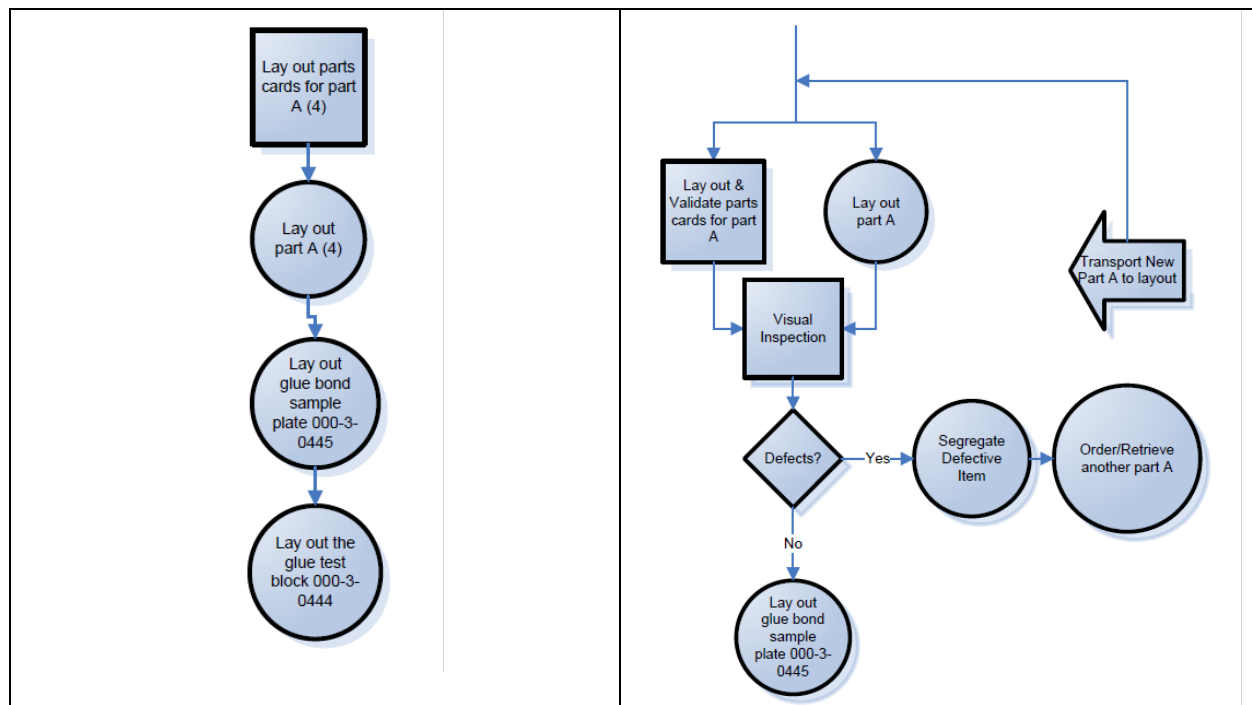 Lay out parts
cards for part
A (4)
Lay out
part A (4)
Lay out
glue bond
sample
plate 000-3-
0445
Lay out the
glue test
block 000-3-
0444
Lay out &
Validate parts
cards for part
A
Lay out
part A
Transport New
Part A to layout
Visual
Inspection
Defects?
Yes
Segregate
Defective
Item
Order/Retrieve
another part A
No
Lay out
glue bond
sample
plate 000-3-
0445